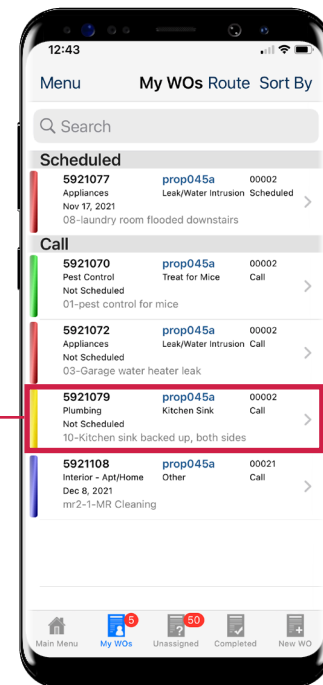 12:43
Menu My WOs Route Sort By
Search
Scheduled
5921077 prop045a 00002
Appliances Leak/Water Intrusion Scheduled
Nov 17, 2021
08-laundry room flooded downstairs
Call
5921070 prop045a 00002
Pest Control Treat for Mice Call
Not Scheduled
01-pest control for mice
5921072 prop045a 00002
Appliances Leak/Water Intrusion Call
Not Scheduled
03-Garage water heater leak
5921079 prop045a 00002
Plumbing Kitchen Sink Call
Not Scheduled
10-Kitchen sink backed up, both sides
5921108 prop045a 00021
Interior - Apt/Home Other Call
Dec 8, 2021
mr2-1-MR Cleaning
5 50
Main Menu My WOs Unassigned Completed New WO